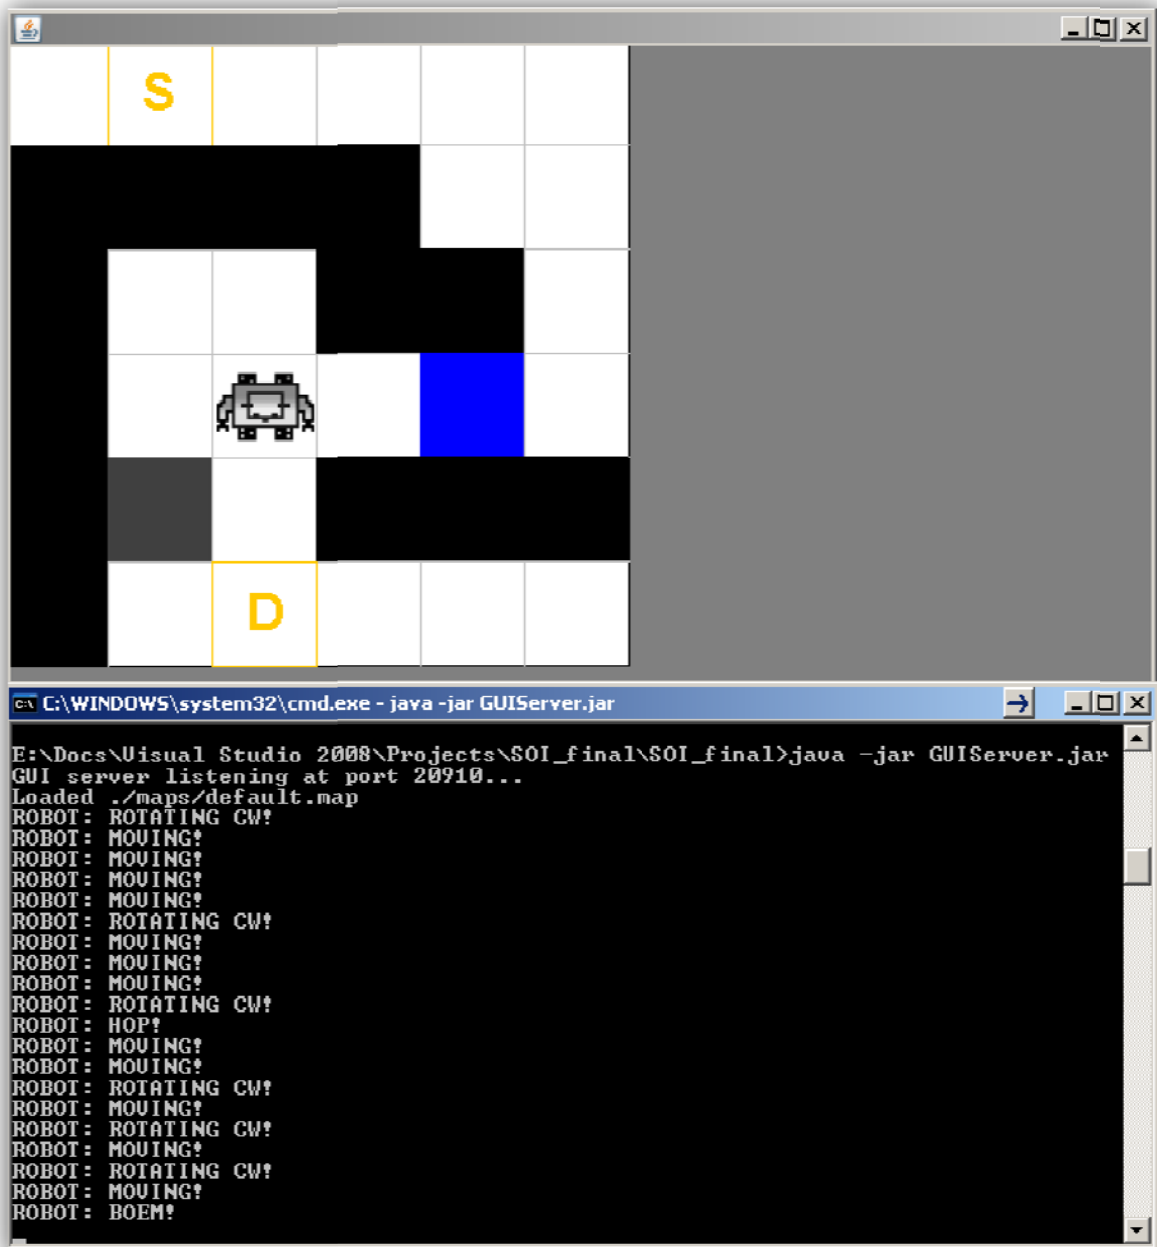 S
D
C:\WINDOWS\system32\cmd.exe - java -jar GUIServer.jar
E:\Docs\Visual Studio 2008\Projects\SOI_final\SOI_final>java -jar GUIServer.jar
GUI server listening at port 20910...
Loaded ./maps/default.map
ROBOT: ROTATING CW!
ROBOT: MOVING!
ROBOT: MOVING!
ROBOT: MOVING!
ROBOT: MOVING!
ROBOT: ROTATING CW!
ROBOT: MOVING!
ROBOT: MOVING!
ROBOT: MOVING!
ROBOT: ROTATING CW!
ROBOT: HOP!
ROBOT: MOVING!
ROBOT: MOVING!
ROBOT: ROTATING CW!
ROBOT: MOVING!
ROBOT: ROTATING CW!
ROBOT: MOVING!
ROBOT: ROTATING CW!
ROBOT: MOVING!
ROBOT: BOEM!